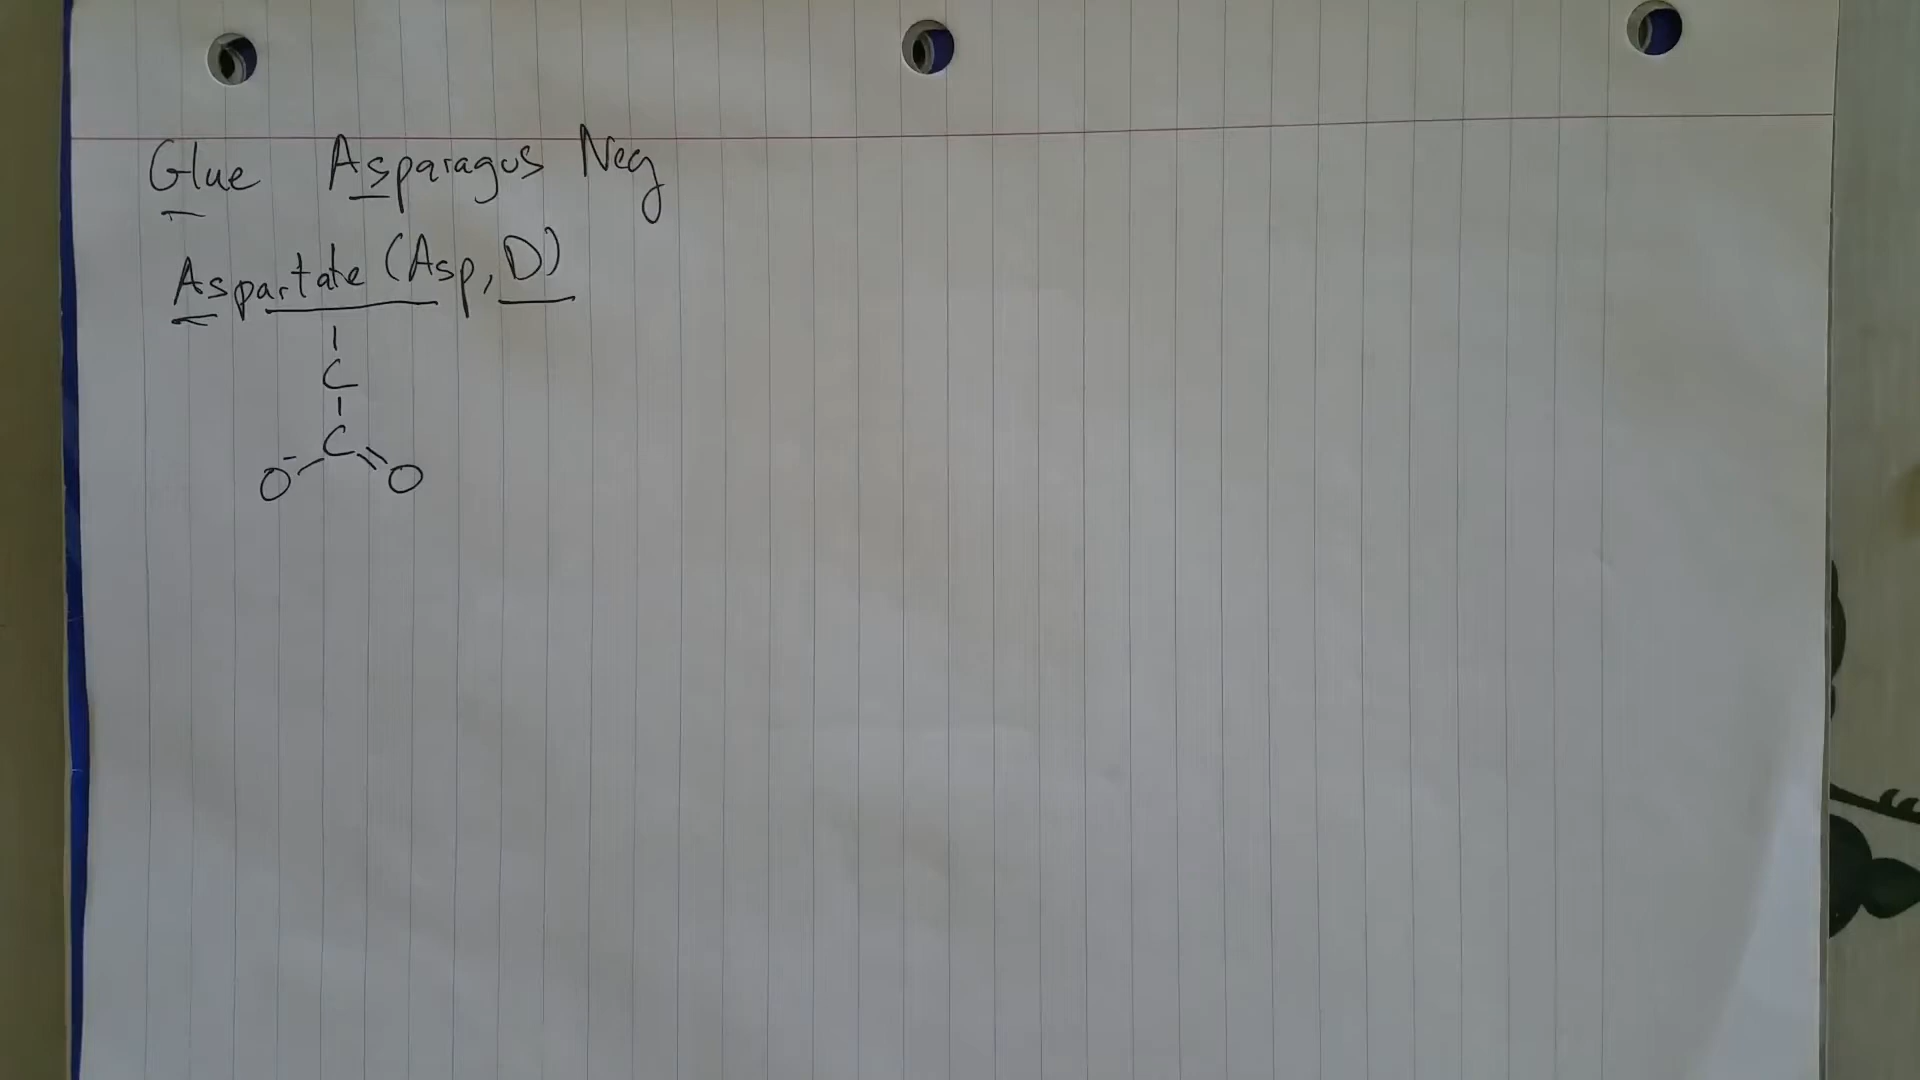 Glue Asparagus Neg
Aspartate (Asp, D)
C
C
O⁻ O